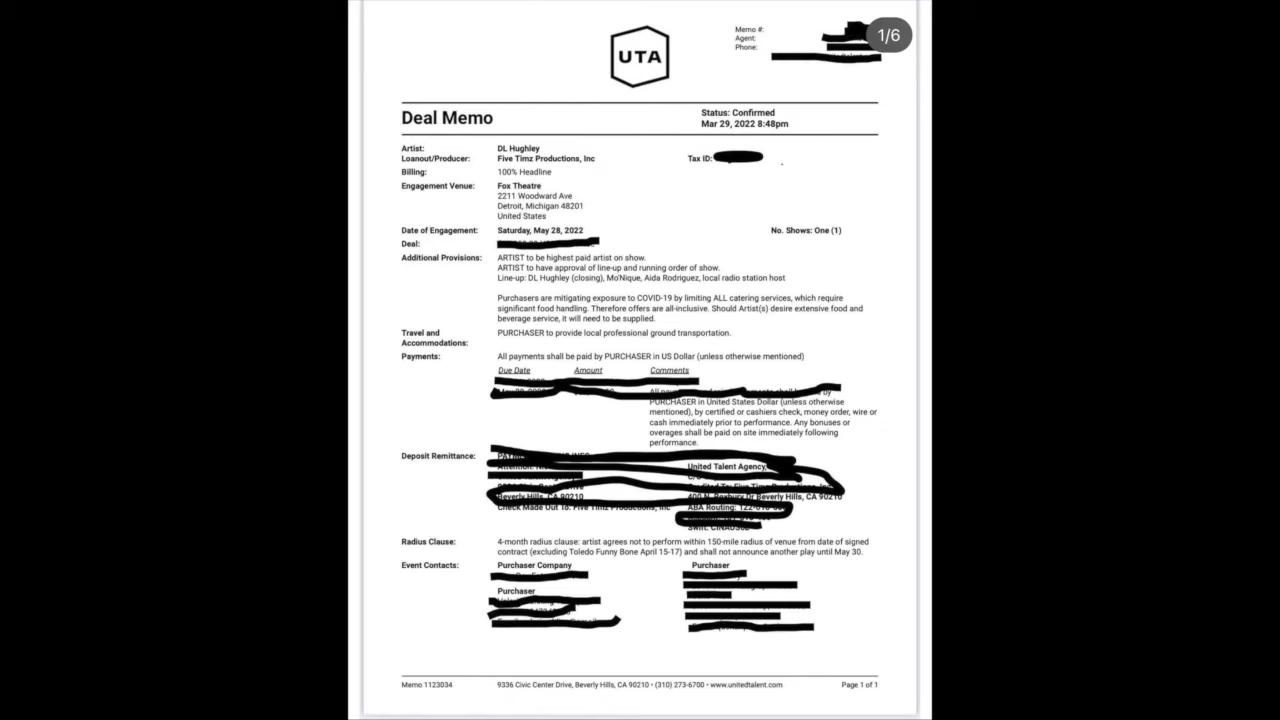 UTA
Memo #:
Agent:
Phone:
1/6
Deal Memo
Status: Confirmed
Mar 29, 2022 8:48pm
Artist: DL Hughley
Loanout/Producer: Five Timz Productions, Inc Tax ID:
Billing: 100% Headline
Engagement Venue: Fox Theatre
2211 Woodward Ave
Detroit, Michigan 48201
United States
Date of Engagement: Saturday, May 28, 2022 No. Shows: One (1)
Deal:
Additional Provisions: ARTIST to be highest paid artist on show.
ARTIST to have approval of line-up and running order of show.
Line-up: DL Hughley (closing), Mo'Nique, Aida Rodriguez, local radio station host
Purchasers are mitigating exposure to COVID-19 by limiting ALL catering services, which require
significant food handling. Therefore offers are all-inclusive. Should Artist(s) desire extensive food and
beverage service, it will need to be supplied.
Travel and PURCHASER to provide local professional ground transportation.
Accommodations:
Payments: All payments shall be paid by PURCHASER in US Dollar (unless otherwise mentioned)
Due Date Amount Comments
PURCHASER in United States Dollar (unless otherwise
mentioned), by certified or cashiers check, money order, wire or
cash immediately prior to performance. Any bonuses or
overages shall be paid on site immediately following
performance.
Deposit Remittance:
United Talent Agency,
Beverly Hills, CA 90210
Check Made Out To: Five Timz Productions, Inc
Radius Clause: 4-month radius clause: artist agrees not to perform within 150-mile radius of venue from date of signed
contract (excluding Toledo Funny Bone April 15-17) and shall not announce another play until May 30.
Event Contacts: Purchaser Company Purchaser
Purchaser
Memo 1123034 9336 Civic Center Drive, Beverly Hills, CA 90210 • (310) 273-6700 • www.unitedtalent.com Page 1 of 1